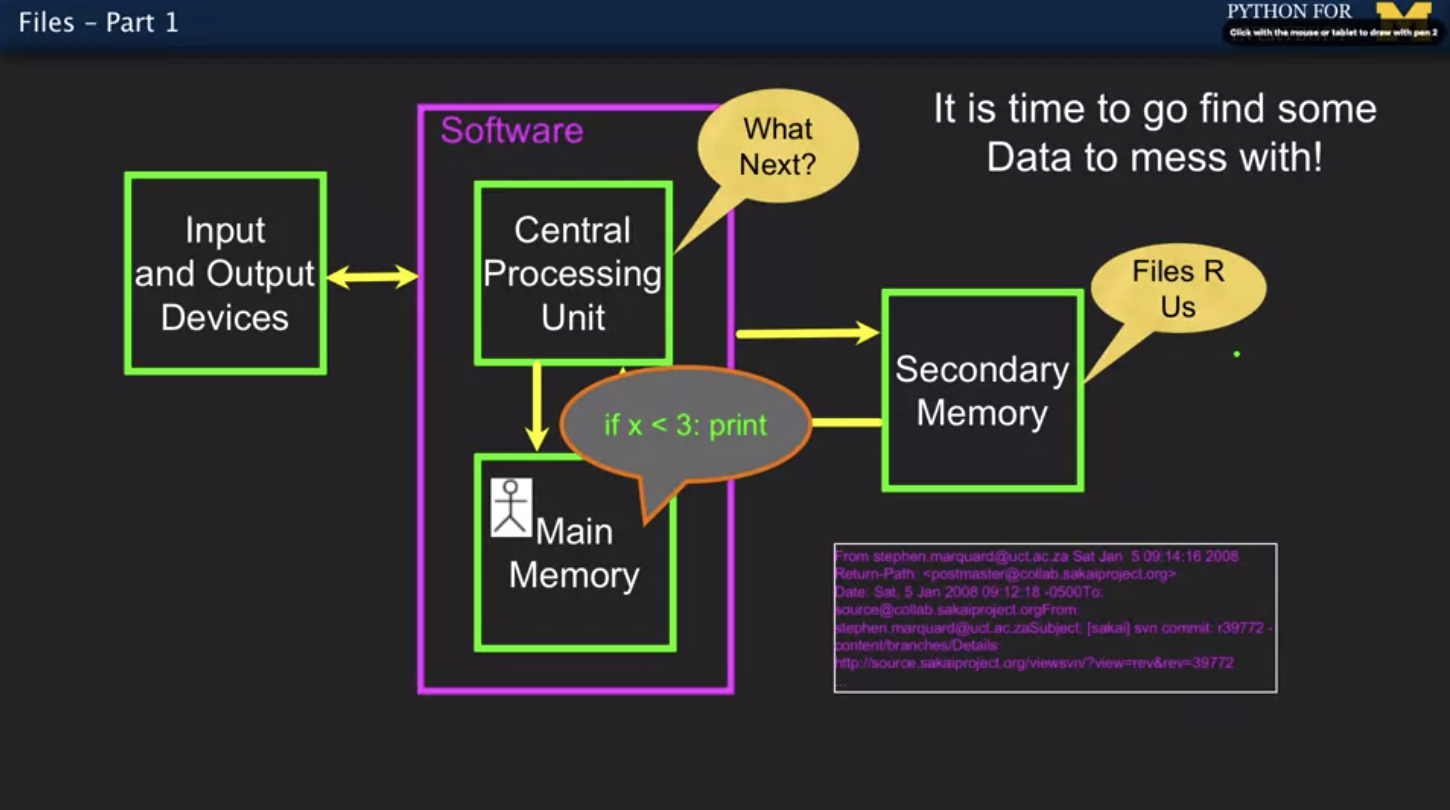 Files – Part 1
PYTHON FOR
Click with the mouse or tablet to draw with pen 2
It is time to go find some
Data to mess with!
Software
What
Next?
Input
and Output
Devices
Central
Processing
Unit
Files R
Us
Secondary
Memory
if x < 3: print
Main
Memory
From stephen.marquard@uct.ac.za Sat Jan  5 09:14:16 2008
Return-Path: <postmaster@collab.sakaiproject.org>
Date: Sat, 5 Jan 2008 09:12:18 -0500To:
source@collab.sakaiproject.orgFrom:
stephen.marquard@uct.ac.zaSubject: [sakai] svn commit: r39772 -
content/branches/Details:
http://source.sakaiproject.org/viewsvn/?view=rev&rev=39772
...